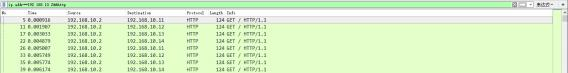 ip.addr==192.168.10.2&&http
表达式…
No. Time Source Destination Protocol Length Info
5 0.000916 192.168.10.2 192.168.10.11 HTTP 124 GET / HTTP/1.1
11 0.001907 192.168.10.2 192.168.10.12 HTTP 124 GET / HTTP/1.1
17 0.003033 192.168.10.2 192.168.10.13 HTTP 124 GET / HTTP/1.1
22 0.004079 192.168.10.2 192.168.10.14 HTTP 124 GET / HTTP/1.1
26 0.005007 192.168.10.2 192.168.10.11 HTTP 124 GET / HTTP/1.1
33 0.005749 192.168.10.2 192.168.10.12 HTTP 124 GET / HTTP/1.1
35 0.005774 192.168.10.2 192.168.10.13 HTTP 124 GET / HTTP/1.1
39 0.006174 192.168.10.2 192.168.10.14 HTTP 124 GET / HTTP/1.1